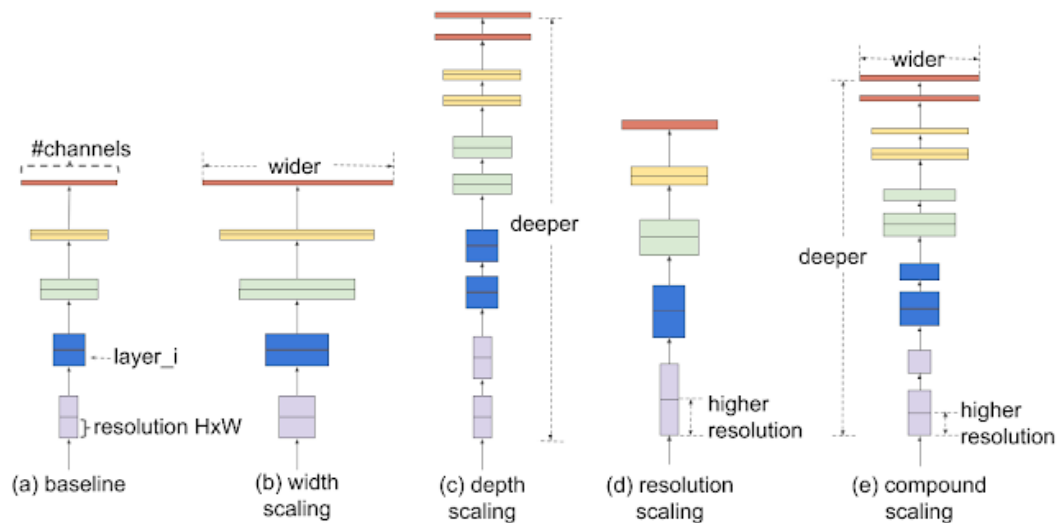 #channels
layer_i
resolution HxW
(a) baseline
wider
(b) width
scaling
deeper
(c) depth
scaling
higher
resolution
(d) resolution
scaling
wider
deeper
higher
resolution
(e) compound
scaling